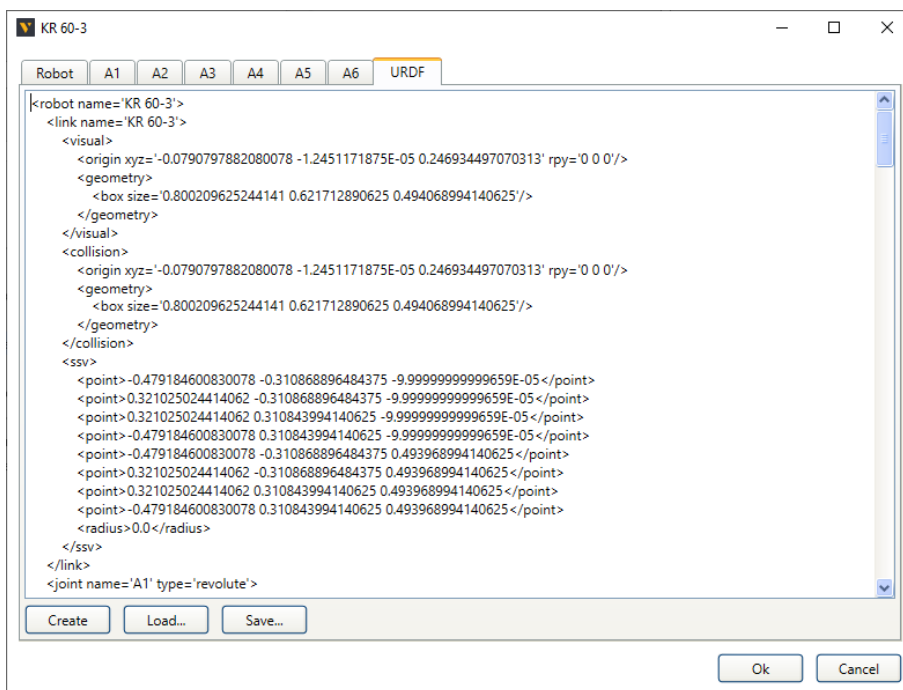 KR 60-3
Robot A1 A2 A3 A4 A5 A6 URDF
<robot name='KR 60-3'>
<link name='KR 60-3'>
<visual>
<origin xyz='-0.0790797882080078 -1.2451171875E-05 0.246934497070313' rpy='0 0 0'/>
<geometry>
<box size='0.800209625244141 0.621712890625 0.494068994140625'/>
</geometry>
</visual>
<collision>
<origin xyz='-0.0790797882080078 -1.2451171875E-05 0.246934497070313' rpy='0 0 0'/>
<geometry>
<box size='0.800209625244141 0.621712890625 0.494068994140625'/>
</geometry>
</collision>
<ssv>
<point>-0.479184600830078 -0.310868896484375 -9.99999999999659E-05</point>
<point>0.321025024414062 -0.310868896484375 -9.99999999999659E-05</point>
<point>0.321025024414062 0.310843994140625 -9.99999999999659E-05</point>
<point>-0.479184600830078 0.310843994140625 -9.99999999999659E-05</point>
<point>-0.479184600830078 -0.310868896484375 0.493968994140625</point>
<point>0.321025024414062 -0.310868896484375 0.493968994140625</point>
<point>0.321025024414062 0.310843994140625 0.493968994140625</point>
<point>-0.479184600830078 0.310843994140625 0.493968994140625</point>
<radius>0.0</radius>
</ssv>
</link>
<joint name='A1' type='revolute'>
Create Load... Save...
Ok Cancel